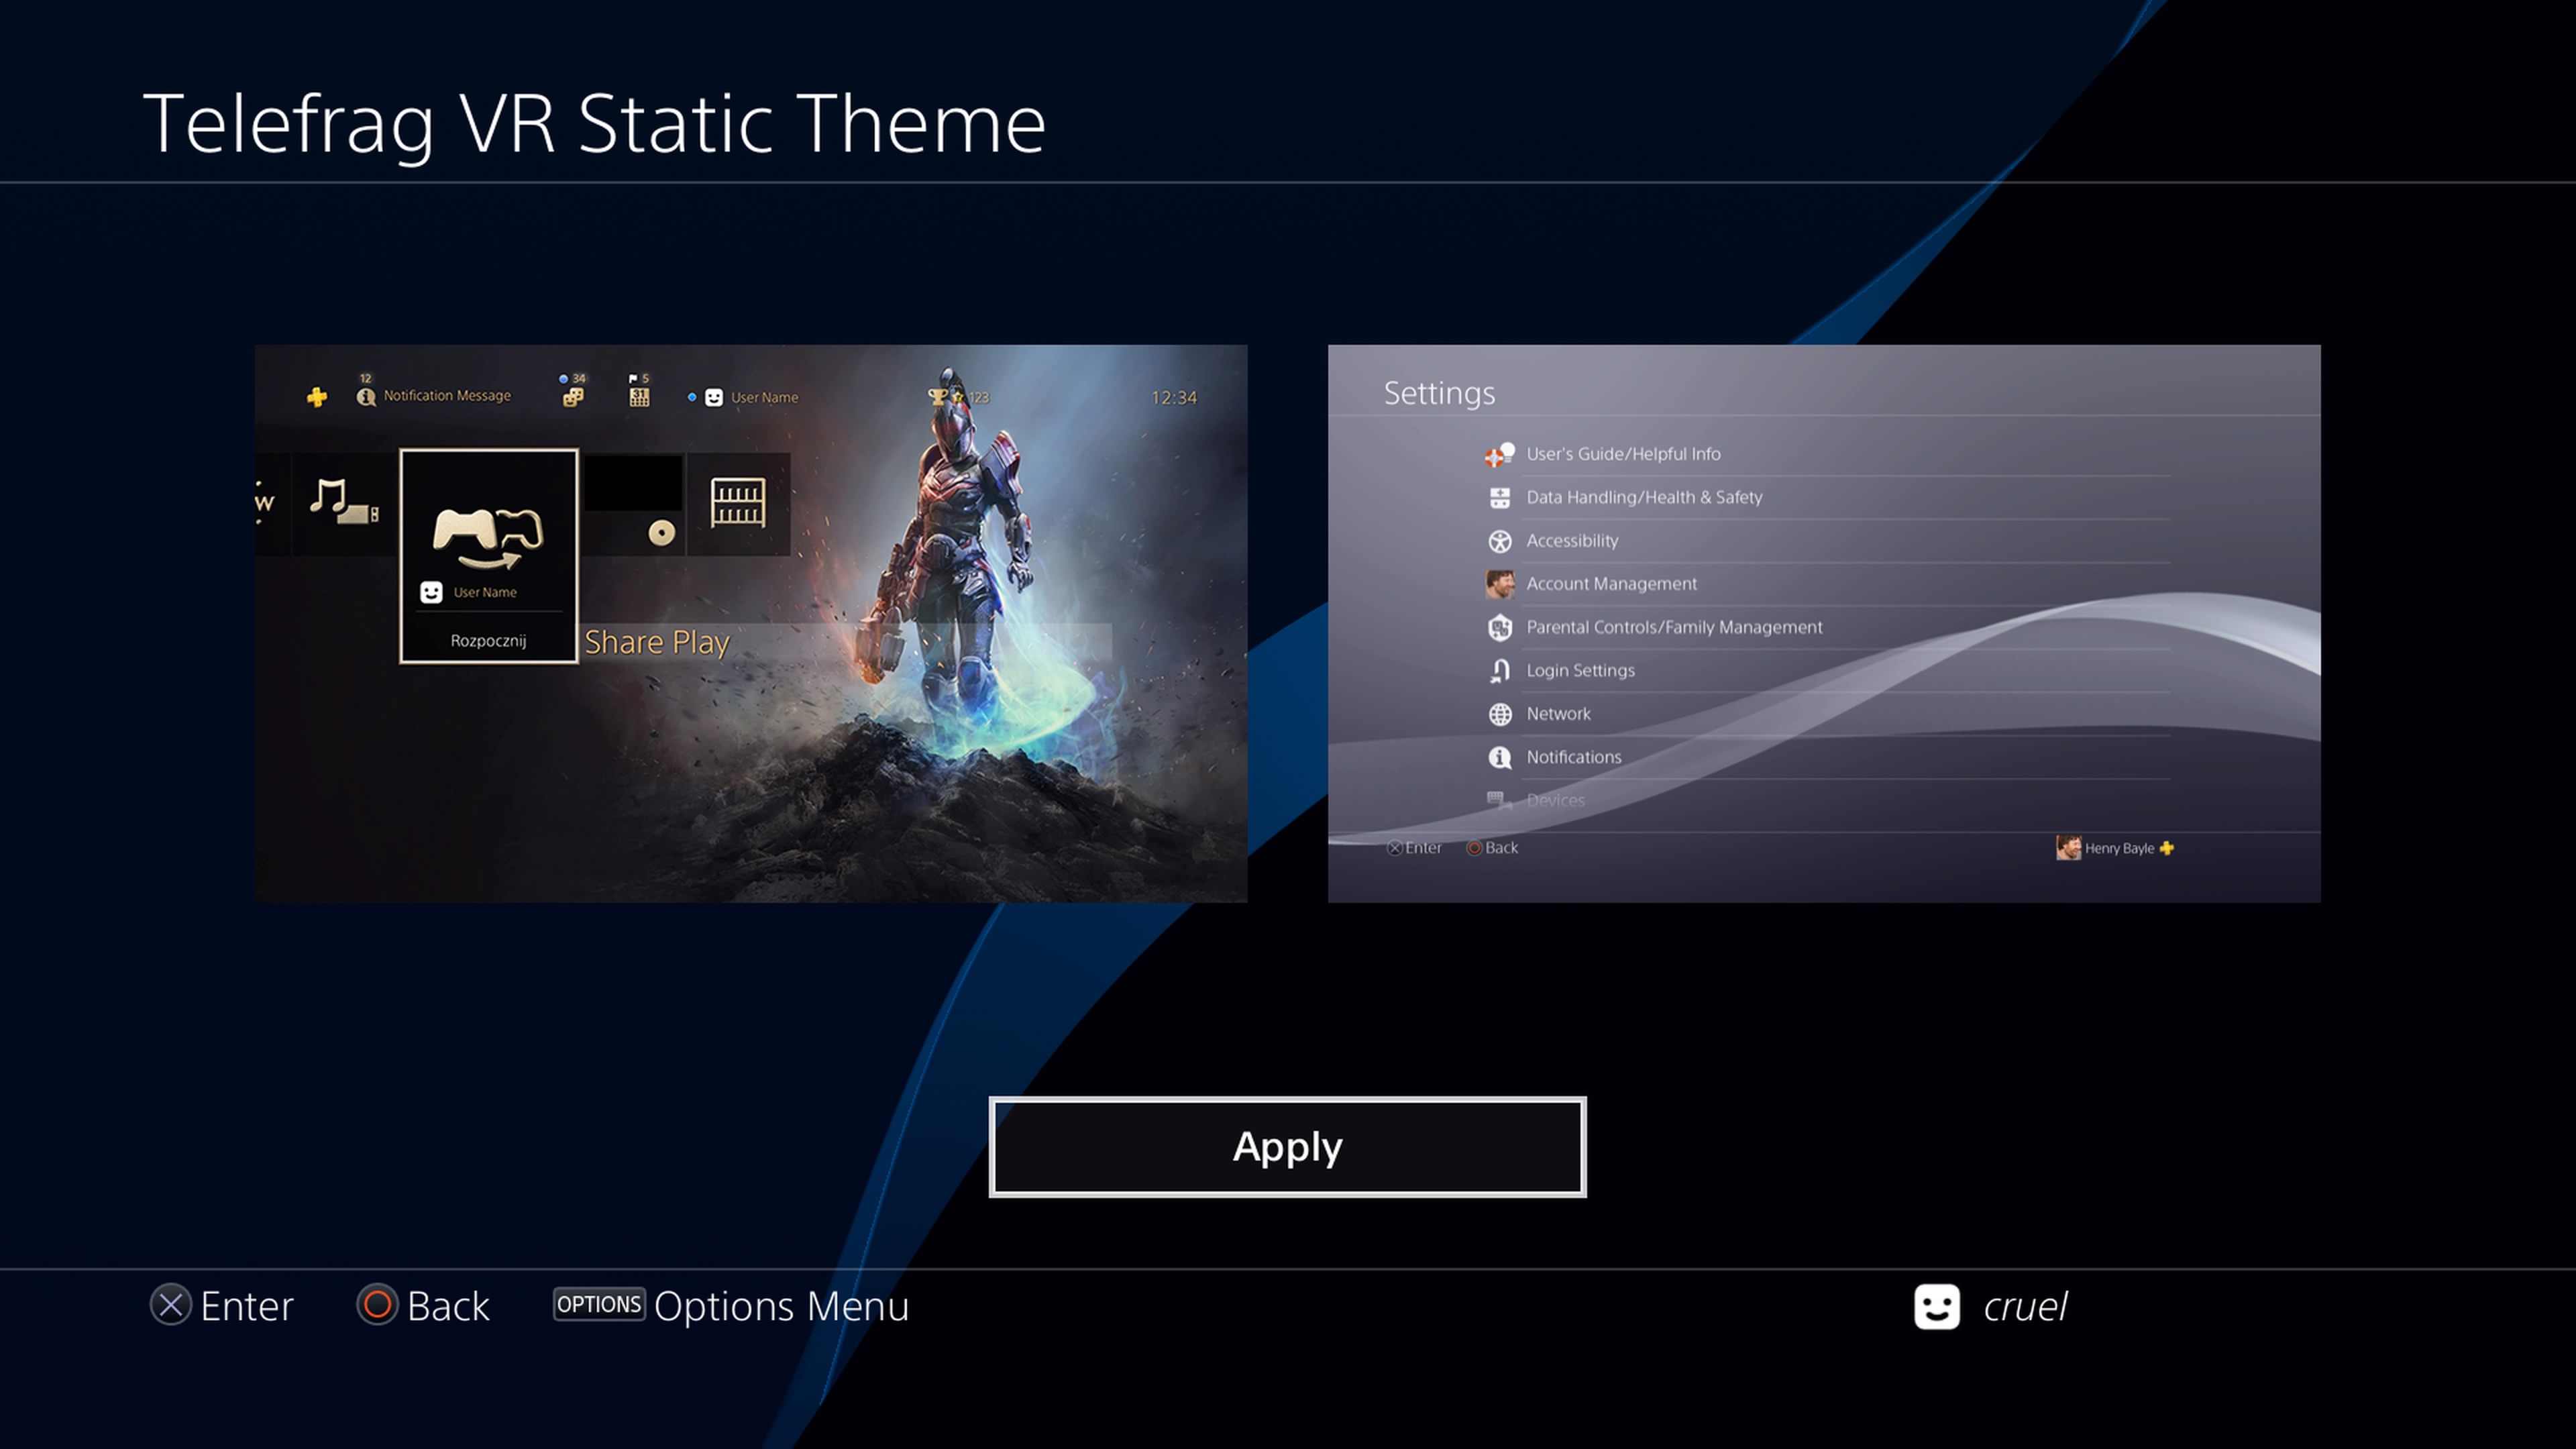 Telefrag VR Static Theme
12
Notification Message
34
5
31
User Name
123
12:34
w
User Name
Rozpocznij
Share Play
Settings
User's Guide/Helpful Info
Data Handling/Health & Safety
Accessibility
Account Management
Parental Controls/Family Management
Login Settings
Network
Notifications
Devices
Enter Back
Henry Bayle
Apply
Enter Back OPTIONS Options Menu
cruel